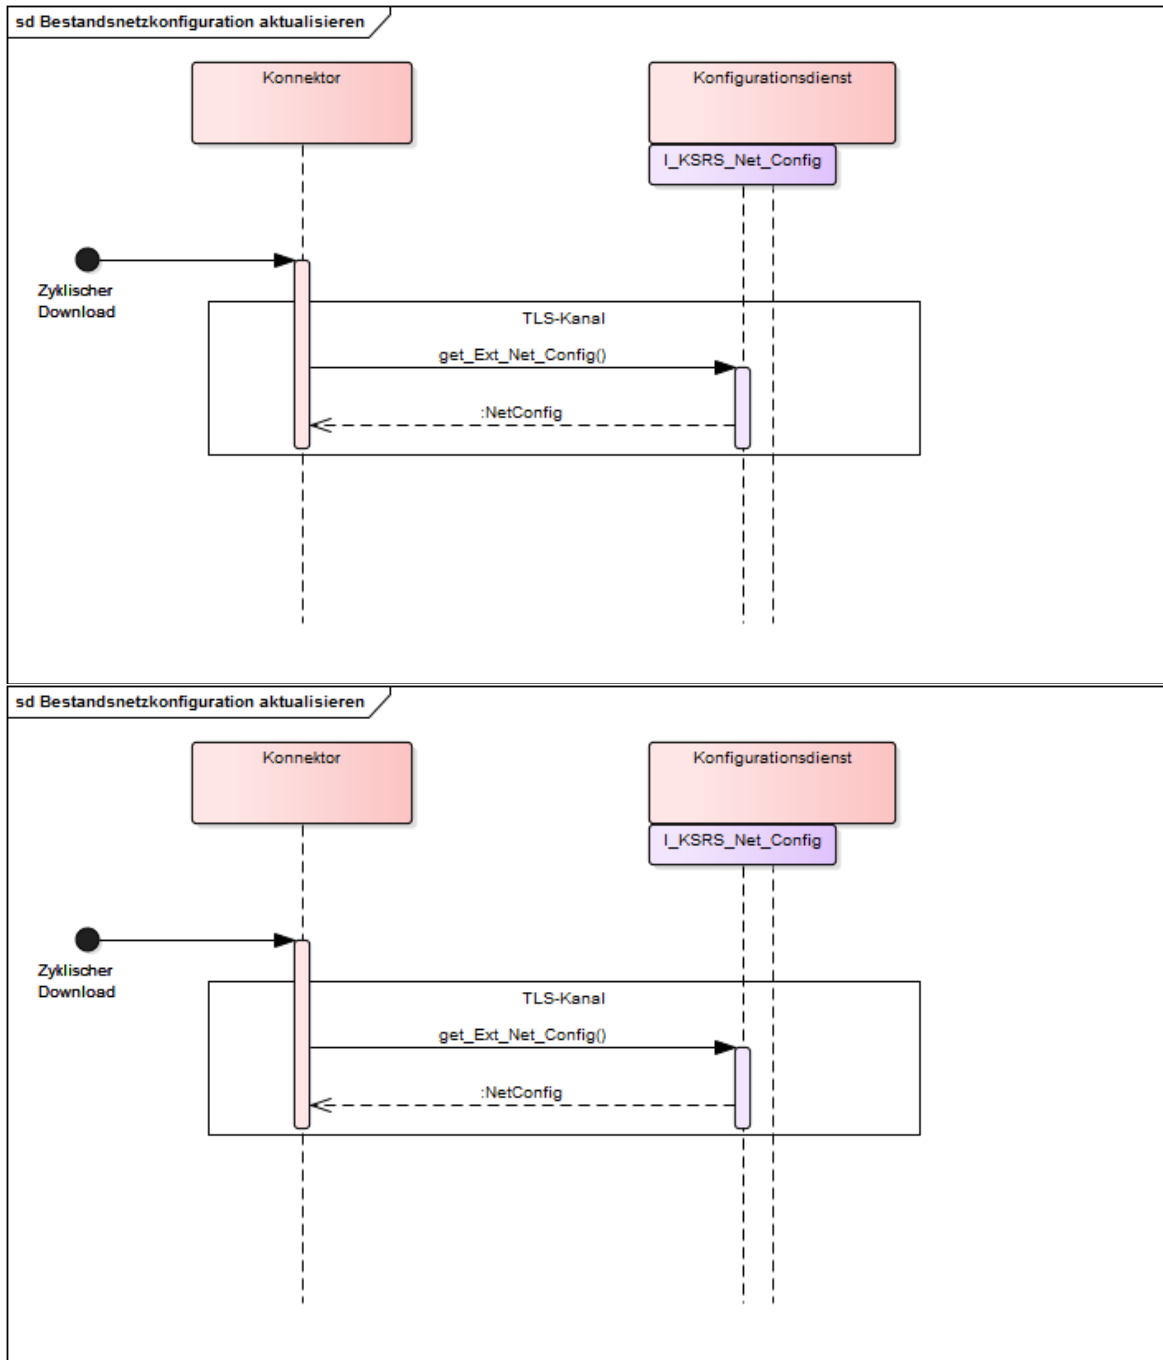 sd Bestandsnetzkonfiguration aktualisieren
Konnektor
Konfigurationsdienst
I_KSRS_Net_Config
Zyklischer
Download
TLS-Kanal
get_Ext_Net_Config()
:NetConfig
sd Bestandsnetzkonfiguration aktualisieren
Konnektor
Konfigurationsdienst
I_KSRS_Net_Config
Zyklischer
Download
TLS-Kanal
get_Ext_Net_Config()
:NetConfig